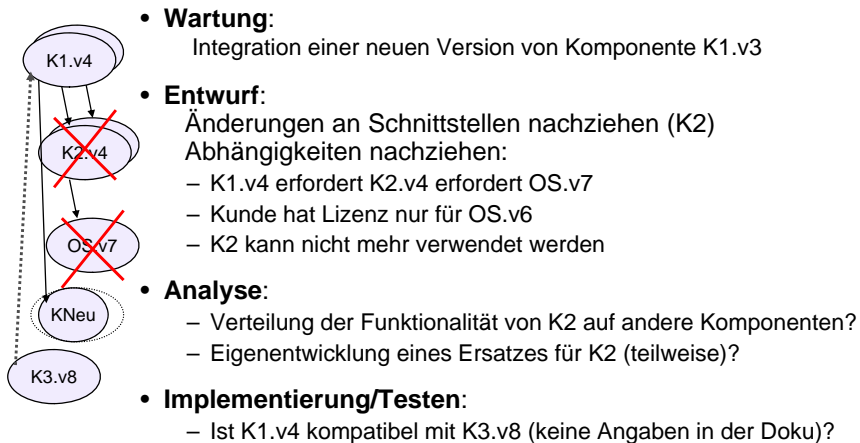 • Wartung:
Integration einer neuen Version von Komponente K1.v3
K1.v4
• Entwurf:
Änderungen an Schnittstellen nachziehen (K2)
K2.v4
Abhängigkeiten nachziehen:
– K1.v4 erfordert K2.v4 erfordert OS.v7
– Kunde hat Lizenz nur für OS.v6
OS.v7
– K2 kann nicht mehr verwendet werden
• Analyse:
KNeu
– Verteilung der Funktionalität von K2 auf andere Komponenten?
– Eigenentwicklung eines Ersatzes für K2 (teilweise)?
K3.v8
• Implementierung/Testen:
– Ist K1.v4 kompatibel mit K3.v8 (keine Angaben in der Doku)?